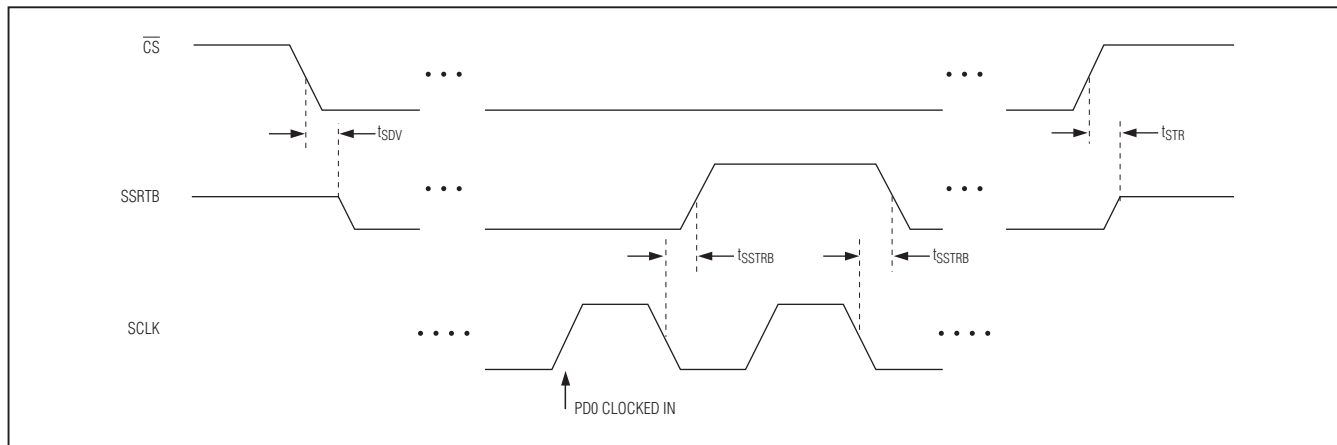 CS
tSDV
tSTR
SSRTB
tSSTRB
tSSTRB
SCLK
PD0 CLOCKED IN